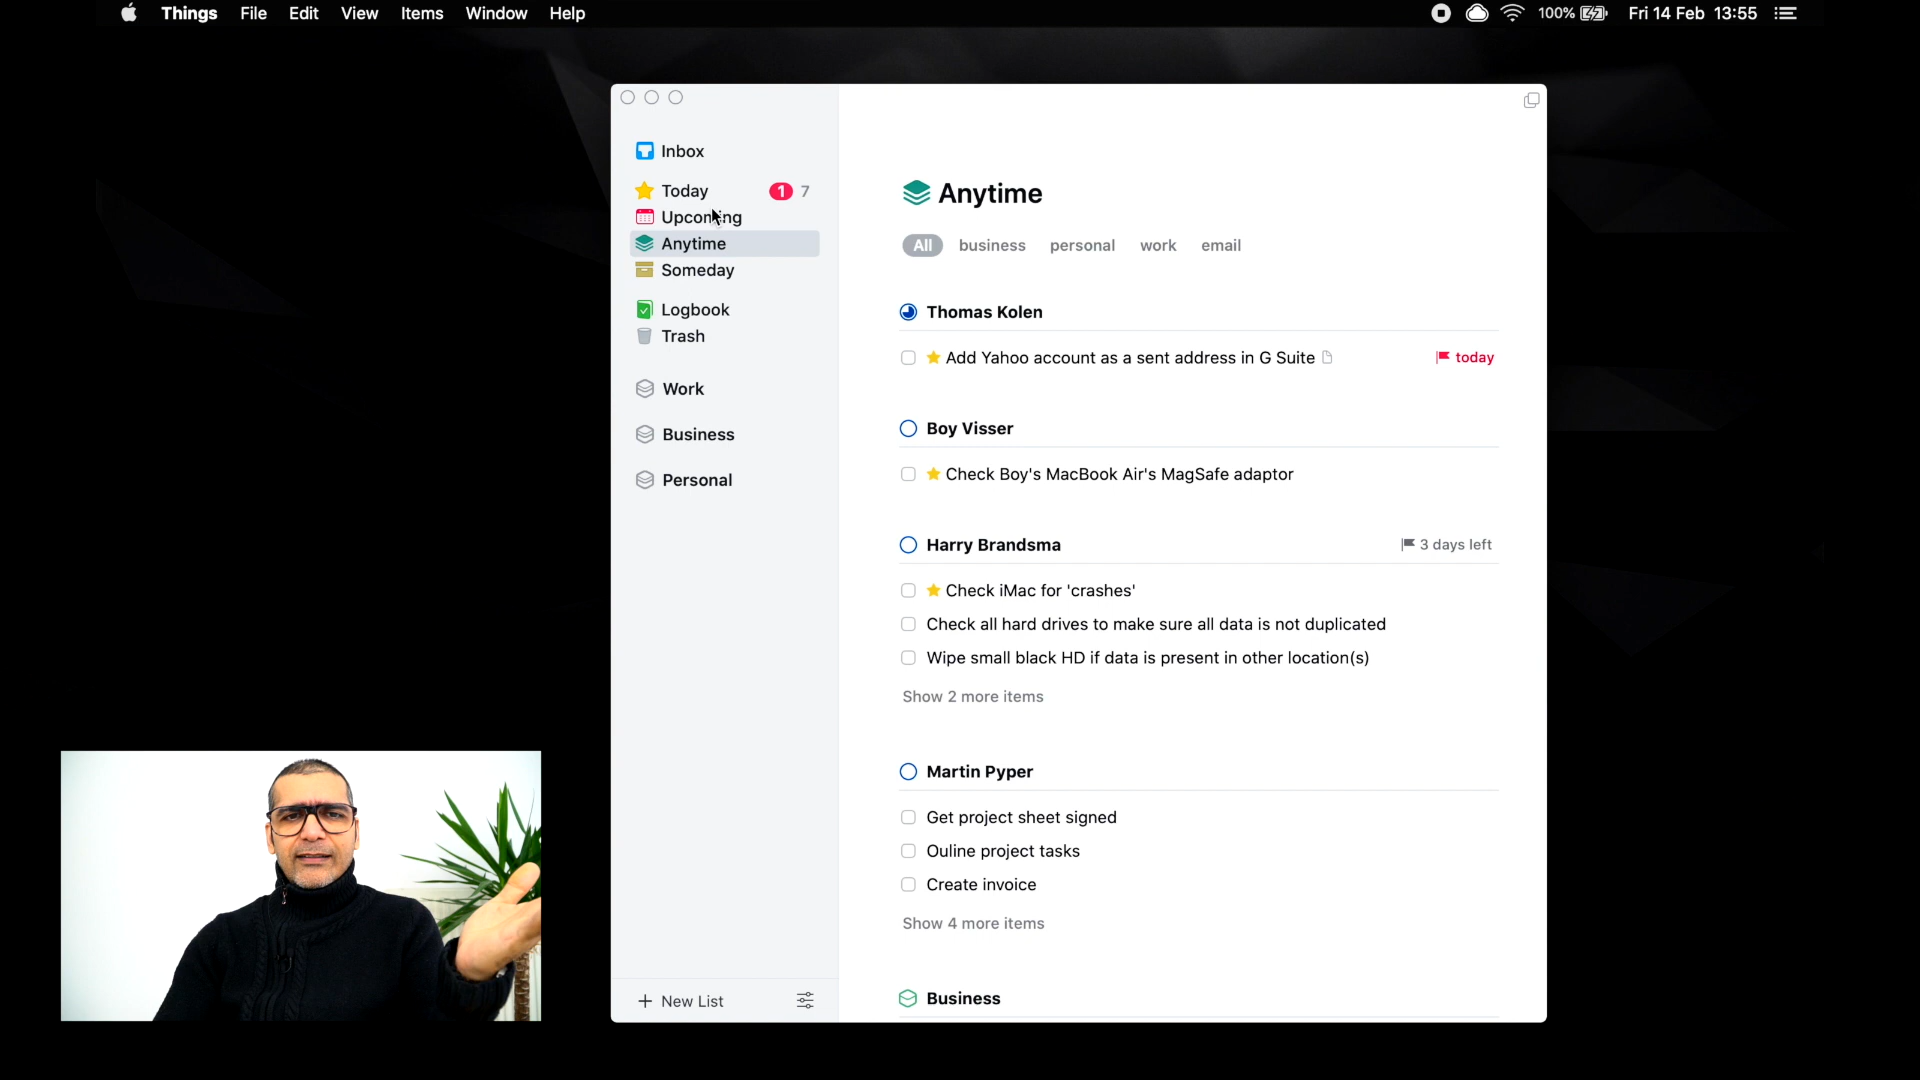 Things File Edit View Items Window Help 100% Fri 14 Feb 13:55
Inbox
Today 1 7
Upcoming
Anytime
Someday
Logbook
Trash
Work
Business
Personal
New List
Anytime
All business personal work email
Thomas Kolen
Add Yahoo account as a sent address in G Suite today
Boy Visser
Check Boy's MacBook Air's MagSafe adaptor
Harry Brandsma 3 days left
Check iMac for 'crashes'
Check all hard drives to make sure all data is not duplicated
Wipe small black HD if data is present in other location(s)
Show 2 more items
Martin Pyper
Get project sheet signed
Ouline project tasks
Create invoice
Show 4 more items
Business